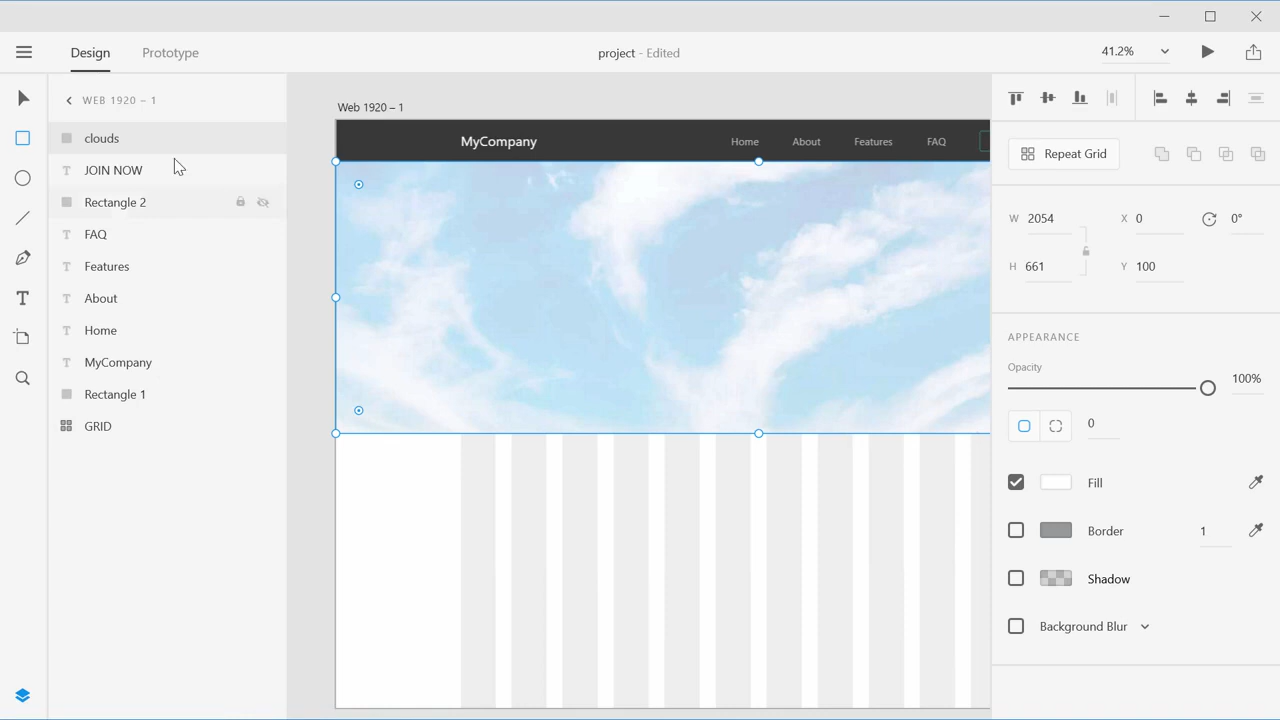 Design
Prototype
project - Edited
41.2%
WEB 1920 – 1
clouds
JOIN NOW
Rectangle 2
FAQ
Features
About
Home
MyCompany
Rectangle 1
GRID
Web 1920 – 1
MyCompany
Home
About
Features
FAQ
Repeat Grid
W 2054
X 0
0°
H 661
Y 100
APPEARANCE
Opacity
100%
0
Fill
Border
1
Shadow
Background Blur